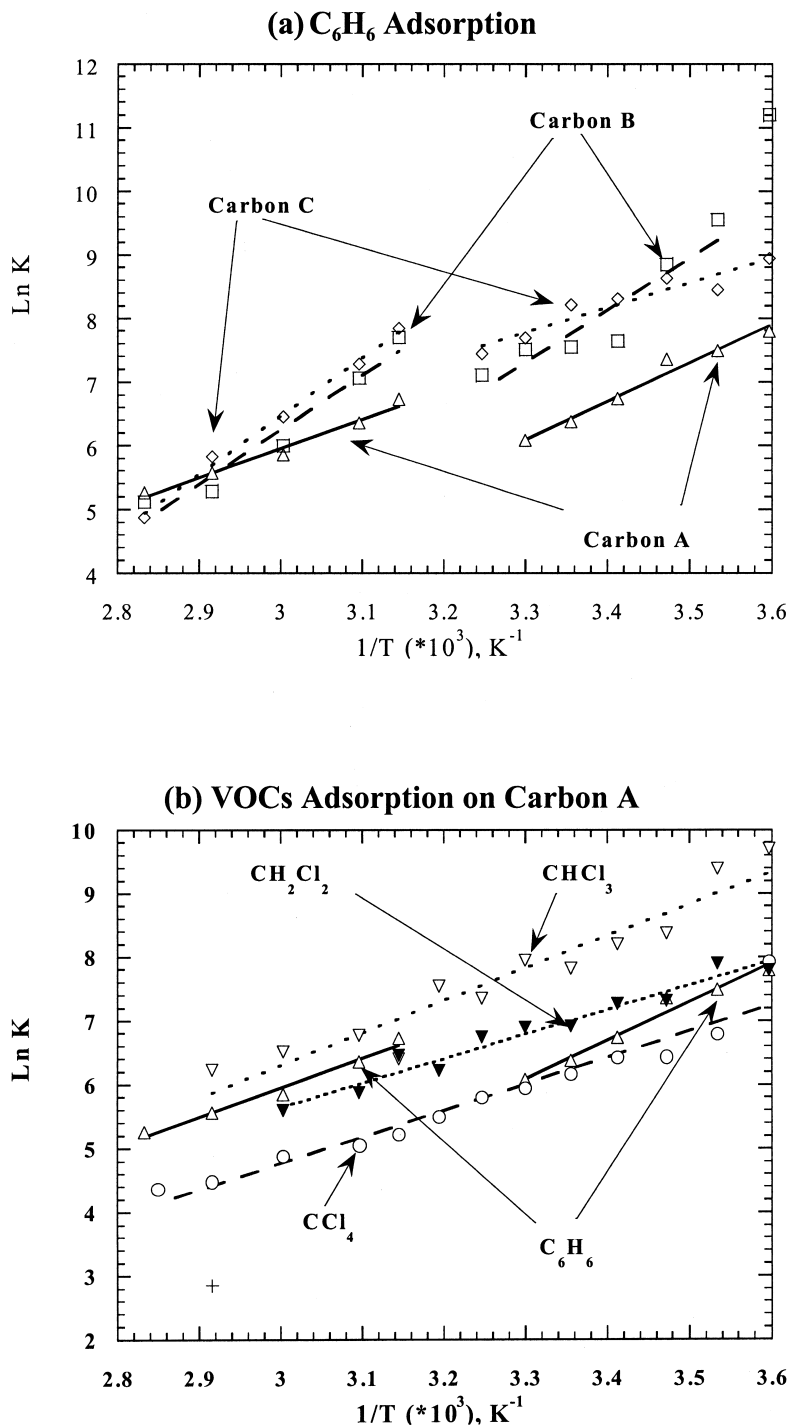 (a) C₆H₆ Adsorption
12
11
Carbon B
10
Carbon C
9
Ln K
8
7
6
5
Carbon A
4
2.8 2.9 3 3.1 3.2 3.3 3.4 3.5 3.6
1/T (*10³), K⁻¹
(b) VOCs Adsorption on Carbon A
10
CH₂Cl₂ CHCl₃
9
8
7
Ln K
6
5
4
CCl₄
C₆H₆
3
2
2.8 2.9 3 3.1 3.2 3.3 3.4 3.5 3.6
1/T (*10³), K⁻¹